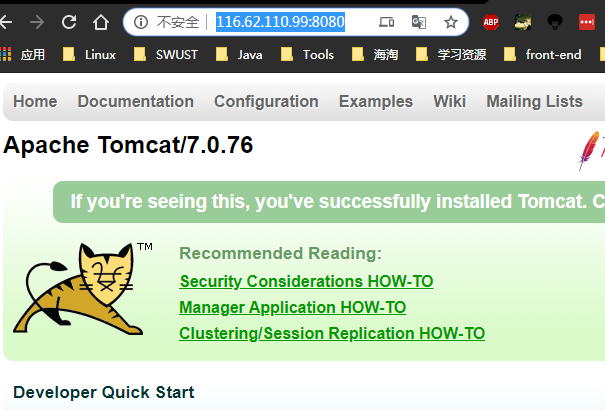 不安全 116.62.110.99:8080
ABP
应用 Linux SWUST Java Tools 海淘 学习资源 front-end
Home Documentation Configuration Examples Wiki Mailing Lists
Apache Tomcat/7.0.76
If you're seeing this, you've successfully installed Tomcat. C
TM
Recommended Reading:
Security Considerations HOW-TO
Manager Application HOW-TO
Clustering/Session Replication HOW-TO
Developer Quick Start